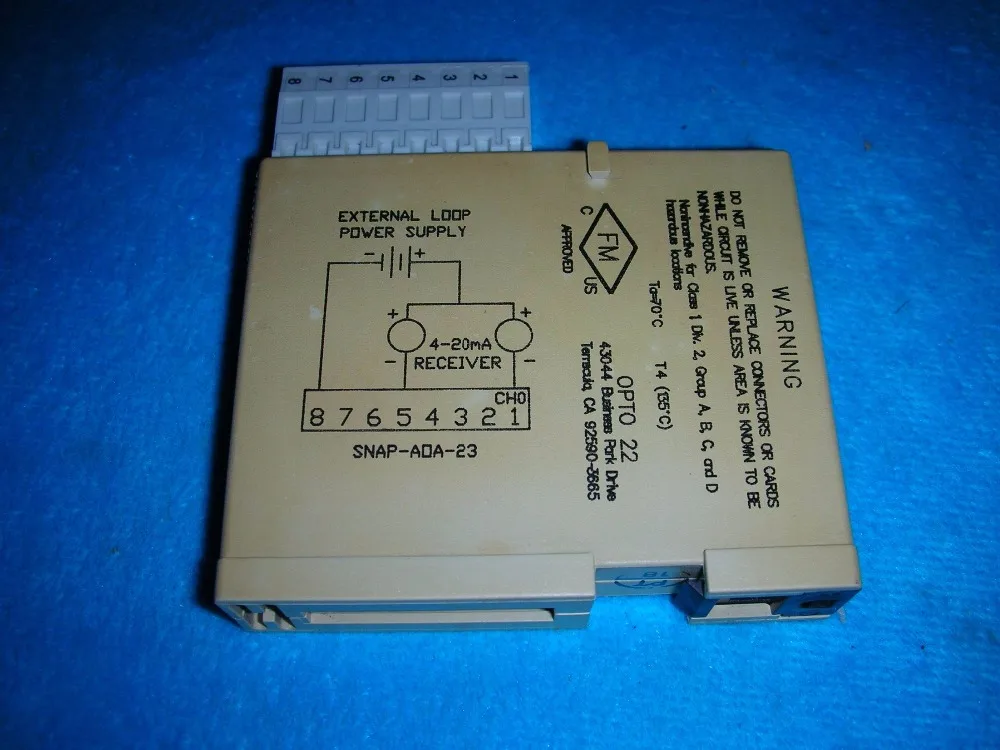 8 7 6 5 4 3 2 1
EXTERNAL LOOP
POWER SUPPLY
- +
+ +
4-20mA
- RECEIVER -
CH0
8 7 6 5 4 3 2 1
SNAP-AOA-23
C FM US
APPROVED
WARNING
DO NOT REMOVE OR REPLACE CONNECTORS OR CARDS
WHILE CIRCUIT IS LIVE UNLESS AREA IS KNOWN TO BE
NONHAZARDOUS.
Nonincendive for Class 1 Div. 2, Group A, B, C, and D
hazardous locations
Ta=70°C T4 (135°C)
OPTO 22
43044 Business Park Drive
Temecula, CA 92590-3665
18